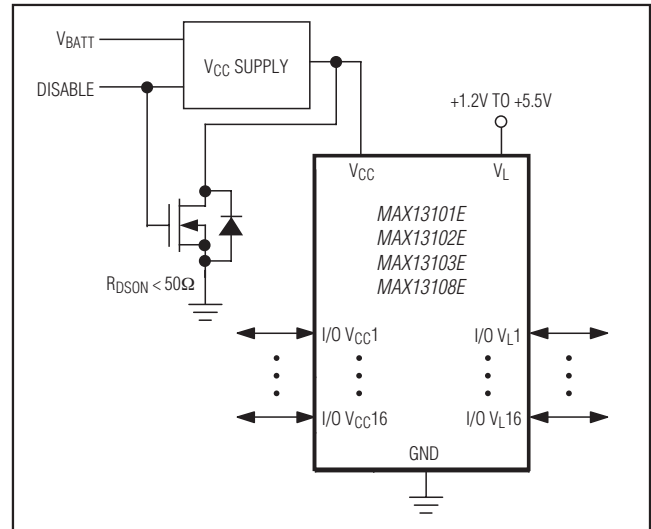 VBATT
VCC SUPPLY
DISABLE
+1.2V TO +5.5V
VCC
VL
MAX13101E
MAX13102E
MAX13103E
MAX13108E
RDSON < 50Ω
I/O VCC1
I/O VL1
I/O VCC16
I/O VL16
GND